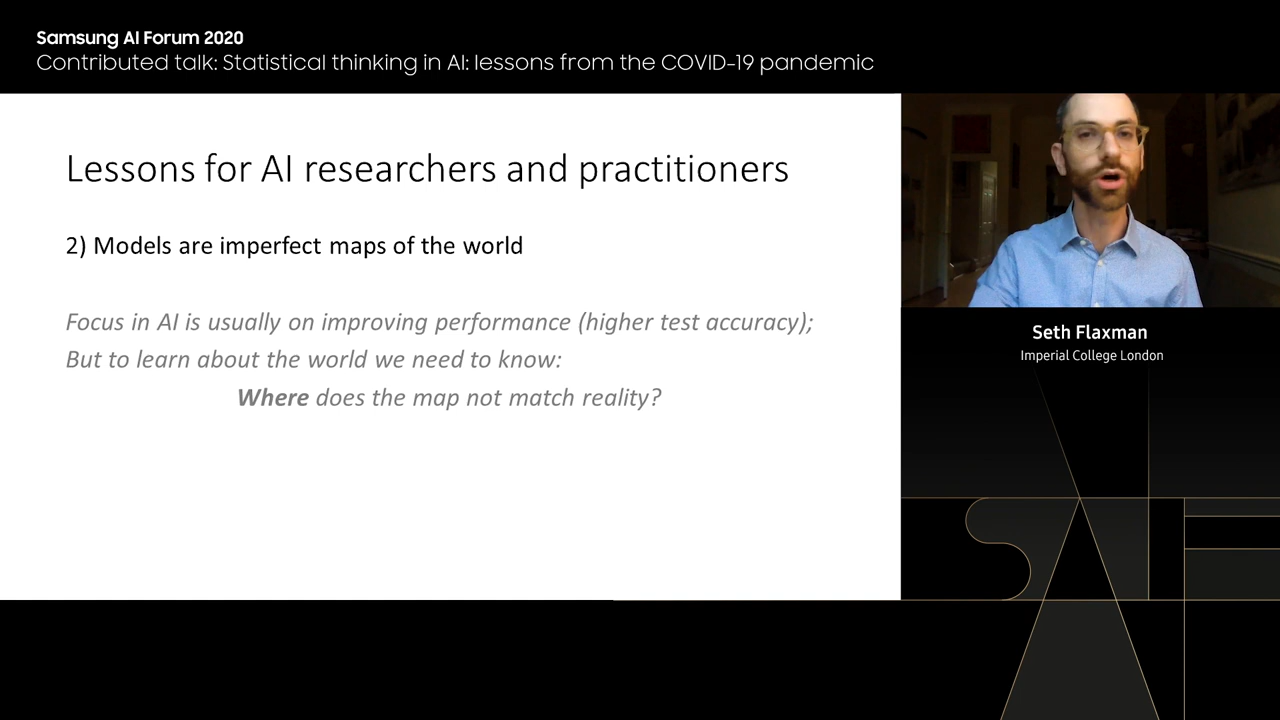 Samsung AI Forum 2020
Contributed talk: Statistical thinking in AI: lessons from the COVID-19 pandemic
Lessons for AI researchers and practitioners
2) Models are imperfect maps of the world
Focus in AI is usually on improving performance (higher test accuracy);
But to learn about the world we need to know:
Where does the map not match reality?
Seth Flaxman
Imperial College London